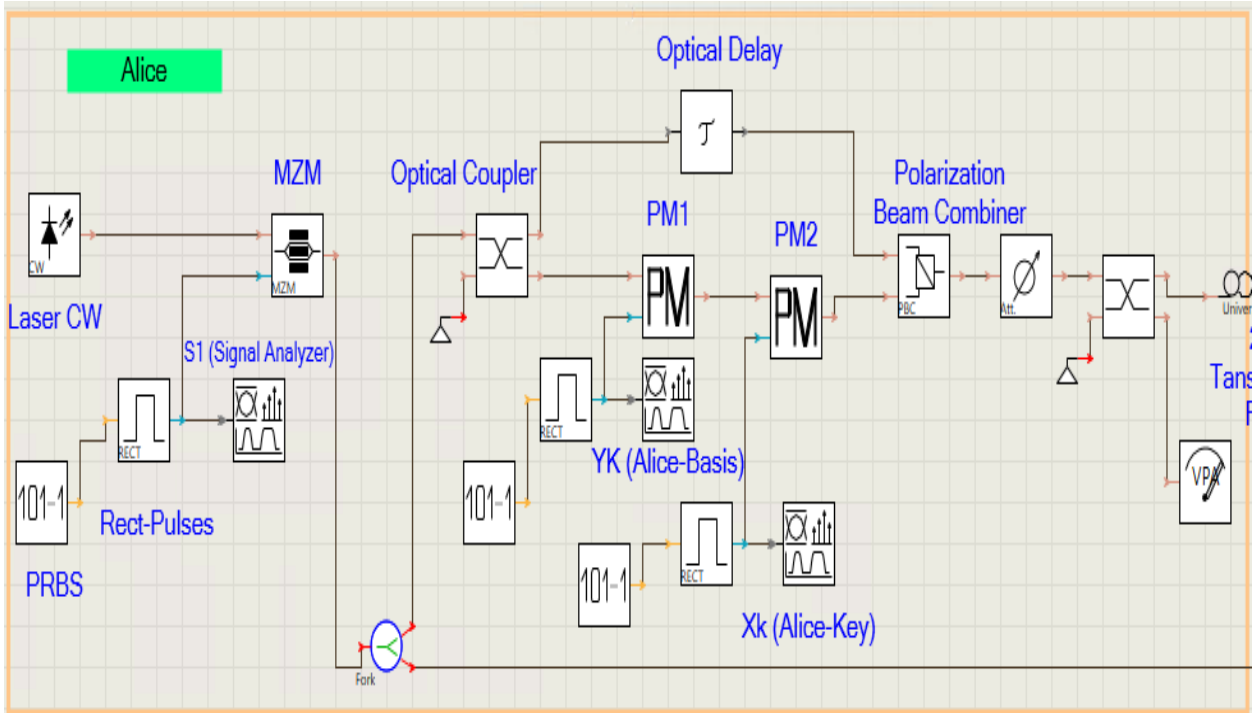 Alice
Optical Delay
τ
MZM
Optical Coupler
Polarization
Beam Combiner
PM1
PM2
CW
MZM
PM
PM
PBC
Att.
Univer
Laser CW
S1 (Signal Analyzer)
Tans
RECT
RECT
YK (Alice-Basis)
101-1
101-1
VPA
Rect-Pulses
RECT
101-1
PRBS
Xk (Alice-Key)
Fork